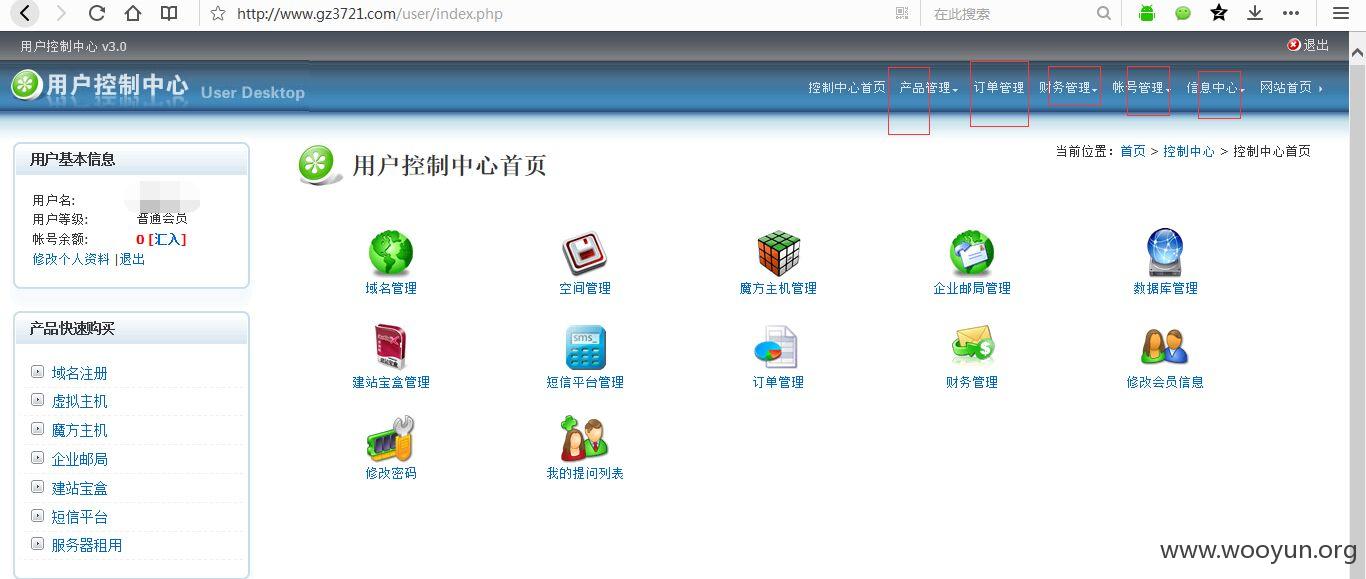 http://www.gz3721.com/user/index.php
在此搜索
用户控制中心 v3.0
退出
用户控制中心 User Desktop
控制中心首页 产品管理 订单管理 财务管理 帐号管理 信息中心 网站首页
当前位置：首页 > 控制中心 > 控制中心首页
用户基本信息
用户名:
用户等级: 普通会员
帐号余额: 0 [汇入]
修改个人资料 |退出
产品快速购买
域名注册
虚拟主机
魔方主机
企业邮局
建站宝盒
短信平台
服务器租用
用户控制中心首页
域名管理 空间管理 魔方主机管理 企业邮局管理 数据库管理
sms_
建站宝盒管理 短信平台管理 订单管理 财务管理 修改会员信息
修改密码 我的提问列表
www.wooyun.org